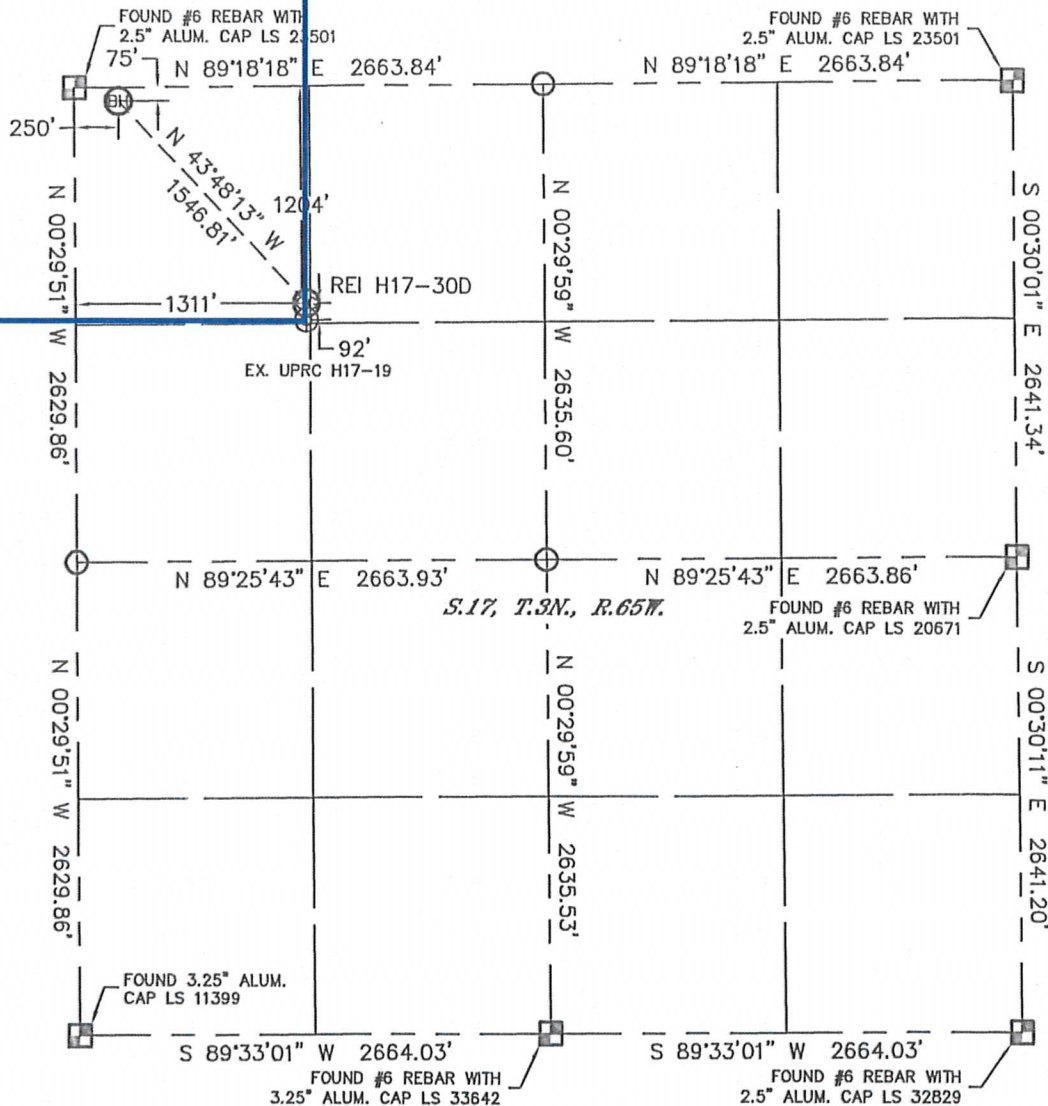 FOUND #6 REBAR WITH
2.5" ALUM. CAP LS 23501
FOUND #6 REBAR WITH
2.5" ALUM. CAP LS 23501
75'
N 89°18'18" E 2663.84'
N 89°18'18" E 2663.84'
BH
250'
N 43°48'13" W
1546.81'
1204'
N 00°29'51" W 2629.86'
N 00°29'59" W 2635.60'
S 00°30'01" E 2641.34'
REI H17-30D
1311'
92'
EX. UPRC H17-19
N 89°25'43" E 2663.93'
N 89°25'43" E 2663.86'
S.17, T.3N., R.65W.
FOUND #6 REBAR WITH
2.5" ALUM. CAP LS 20671
N 00°29'51" W 2629.86'
N 00°29'59" W 2635.53'
S 00°30'11" E 2641.20'
FOUND 3.25" ALUM.
CAP LS 11399
S 89°33'01" W 2664.03'
S 89°33'01" W 2664.03'
FOUND #6 REBAR WITH
3.25" ALUM. CAP LS 33642
FOUND #6 REBAR WITH
2.5" ALUM. CAP LS 32829